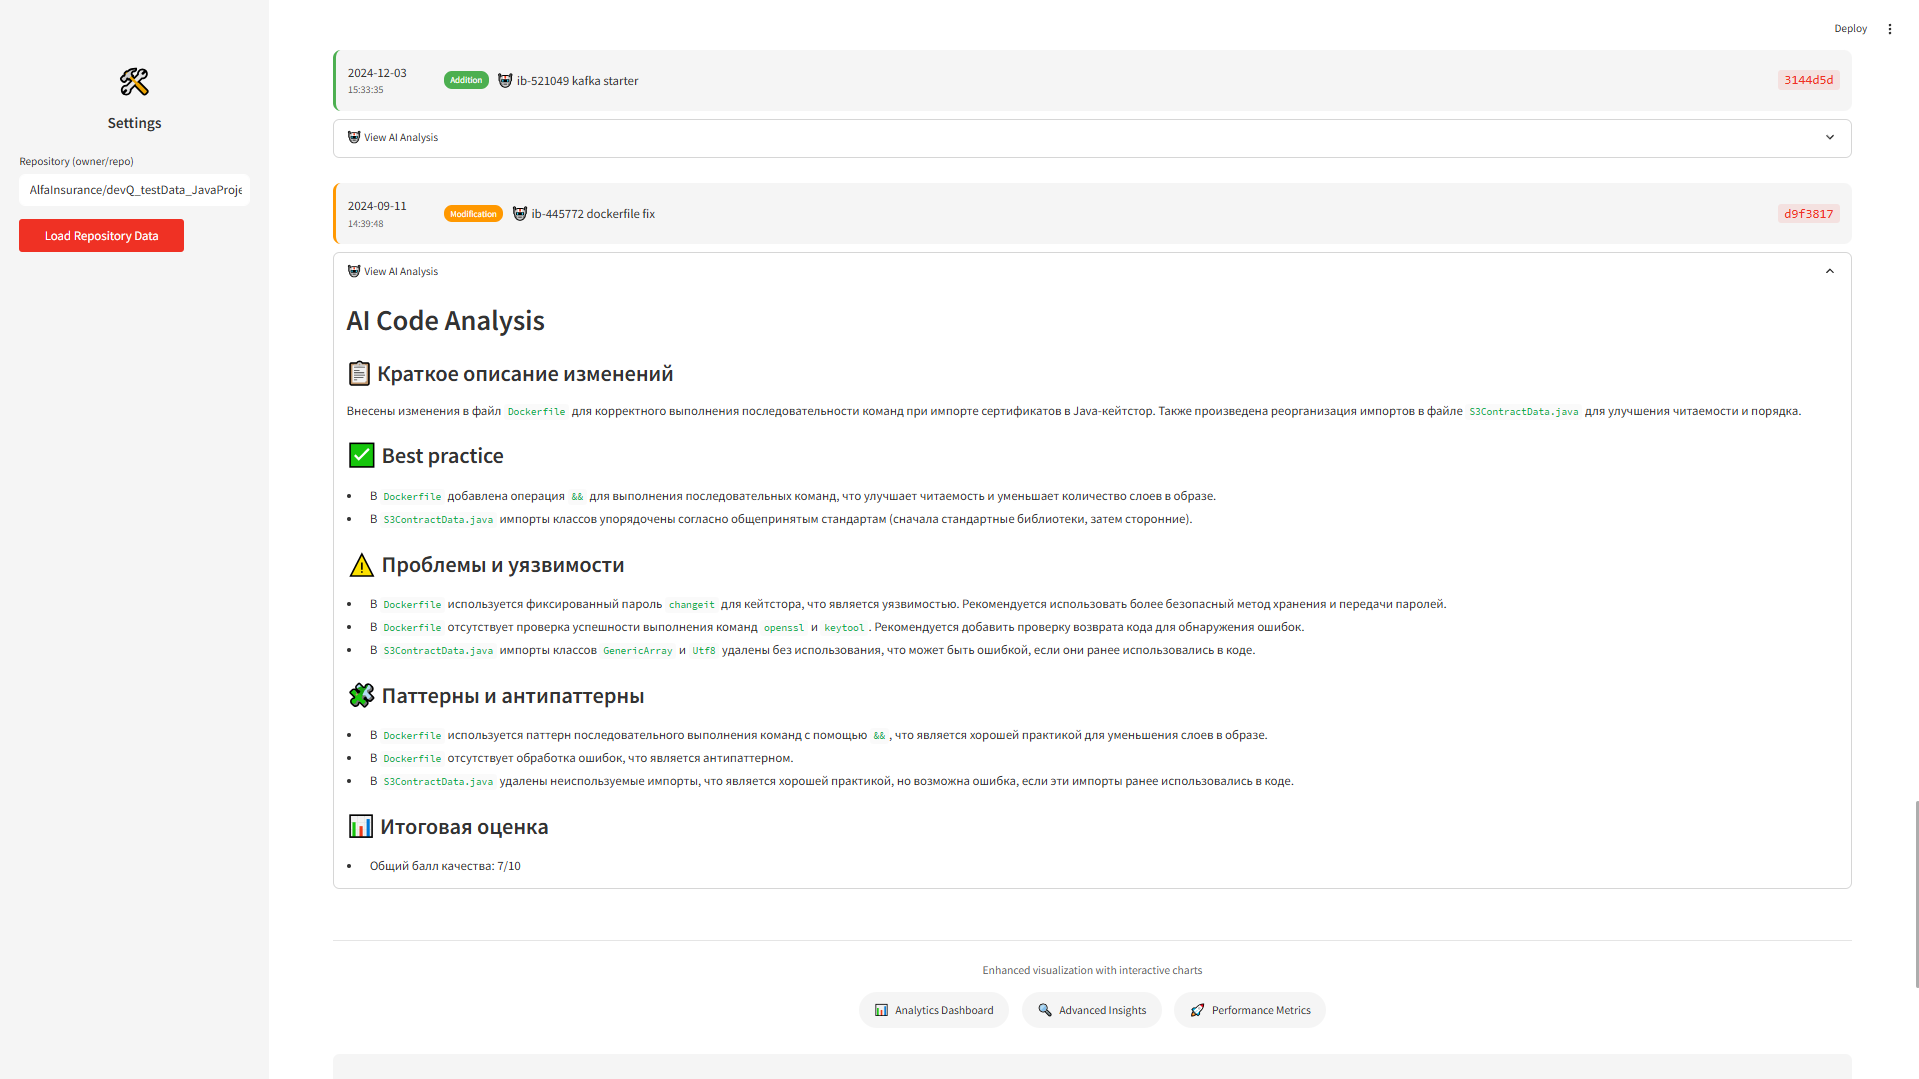 Deploy
Settings
Repository (owner/repo)
AlfaInsurance/devQ_testData_JavaProje
Load Repository Data
2024-12-03
15:33:35
Addition
ib-521049 kafka starter
3144d5d
View AI Analysis
2024-09-11
14:39:48
Modification
ib-445772 dockerfile fix
d9f3817
View AI Analysis
AI Code Analysis
Краткое описание изменений
Внесены изменения в файл Dockerfile для корректного выполнения последовательности команд при импорте сертификатов в Java-кейтстор. Также произведена реорганизация импортов в файле S3ContractData.java для улучшения читаемости и порядка.
Best practice
• В Dockerfile добавлена операция && для выполнения последовательных команд, что улучшает читаемость и уменьшает количество слоев в образе.
• В S3ContractData.java импорты классов упорядочены согласно общепринятым стандартам (сначала стандартные библиотеки, затем сторонние).
Проблемы и уязвимости
• В Dockerfile используется фиксированный пароль changeit для кейтстора, что является уязвимостью. Рекомендуется использовать более безопасный метод хранения и передачи паролей.
• В Dockerfile отсутствует проверка успешности выполнения команд openssl и keytool . Рекомендуется добавить проверку возврата кода для обнаружения ошибок.
• В S3ContractData.java импорты классов GenericArray и Utf8 удалены без использования, что может быть ошибкой, если они ранее использовались в коде.
Паттерны и антипаттерны
• В Dockerfile используется паттерн последовательного выполнения команд с помощью && , что является хорошей практикой для уменьшения слоев в образе.
• В Dockerfile отсутствует обработка ошибок, что является антипаттерном.
• В S3ContractData.java удалены неиспользуемые импорты, что является хорошей практикой, но возможна ошибка, если эти импорты ранее использовались в коде.
Итоговая оценка
• Общий балл качества: 7/10
Enhanced visualization with interactive charts
Analytics Dashboard
Advanced Insights
Performance Metrics